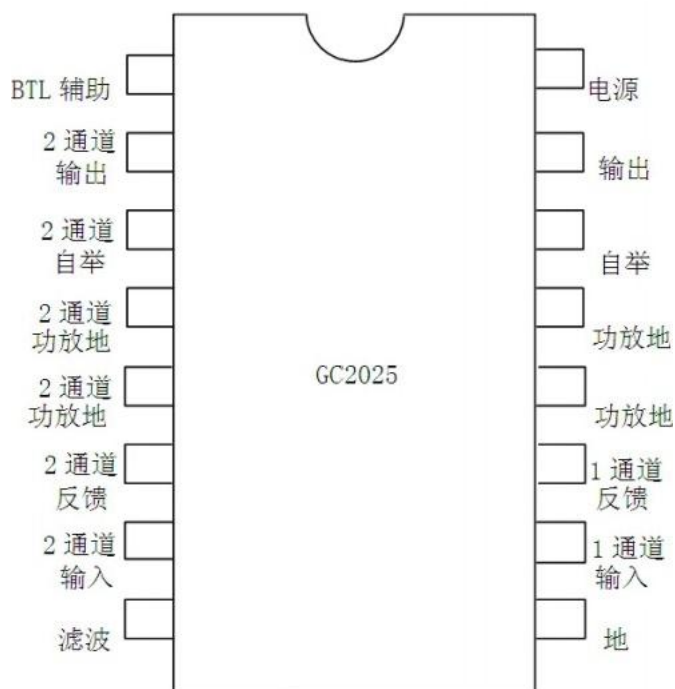 BTL 辅助
2 通道
输出
2 通道
自举
2 通道
功放地
2 通道
功放地
2 通道
反馈
2 通道
输入
滤波
GC2025
电源
输出
自举
功放地
功放地
1 通道
反馈
1 通道
输入
地